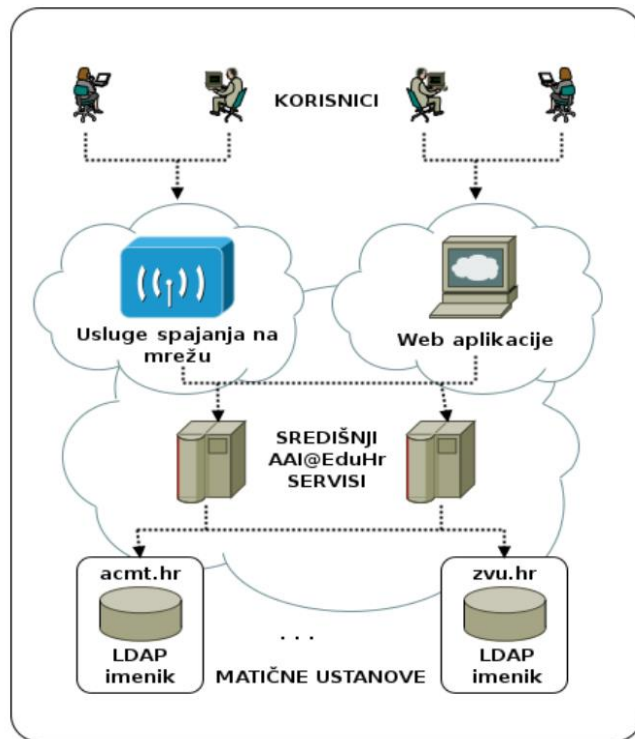 KORISNICI
Usluge spajanja na
mrežu
Web aplikacije
SREDIŠNJI
AAI@EduHr
SERVISI
acmt.hr
LDAP
imenik
zvu.hr
LDAP
imenik
. . .
MATIČNE USTANOVE